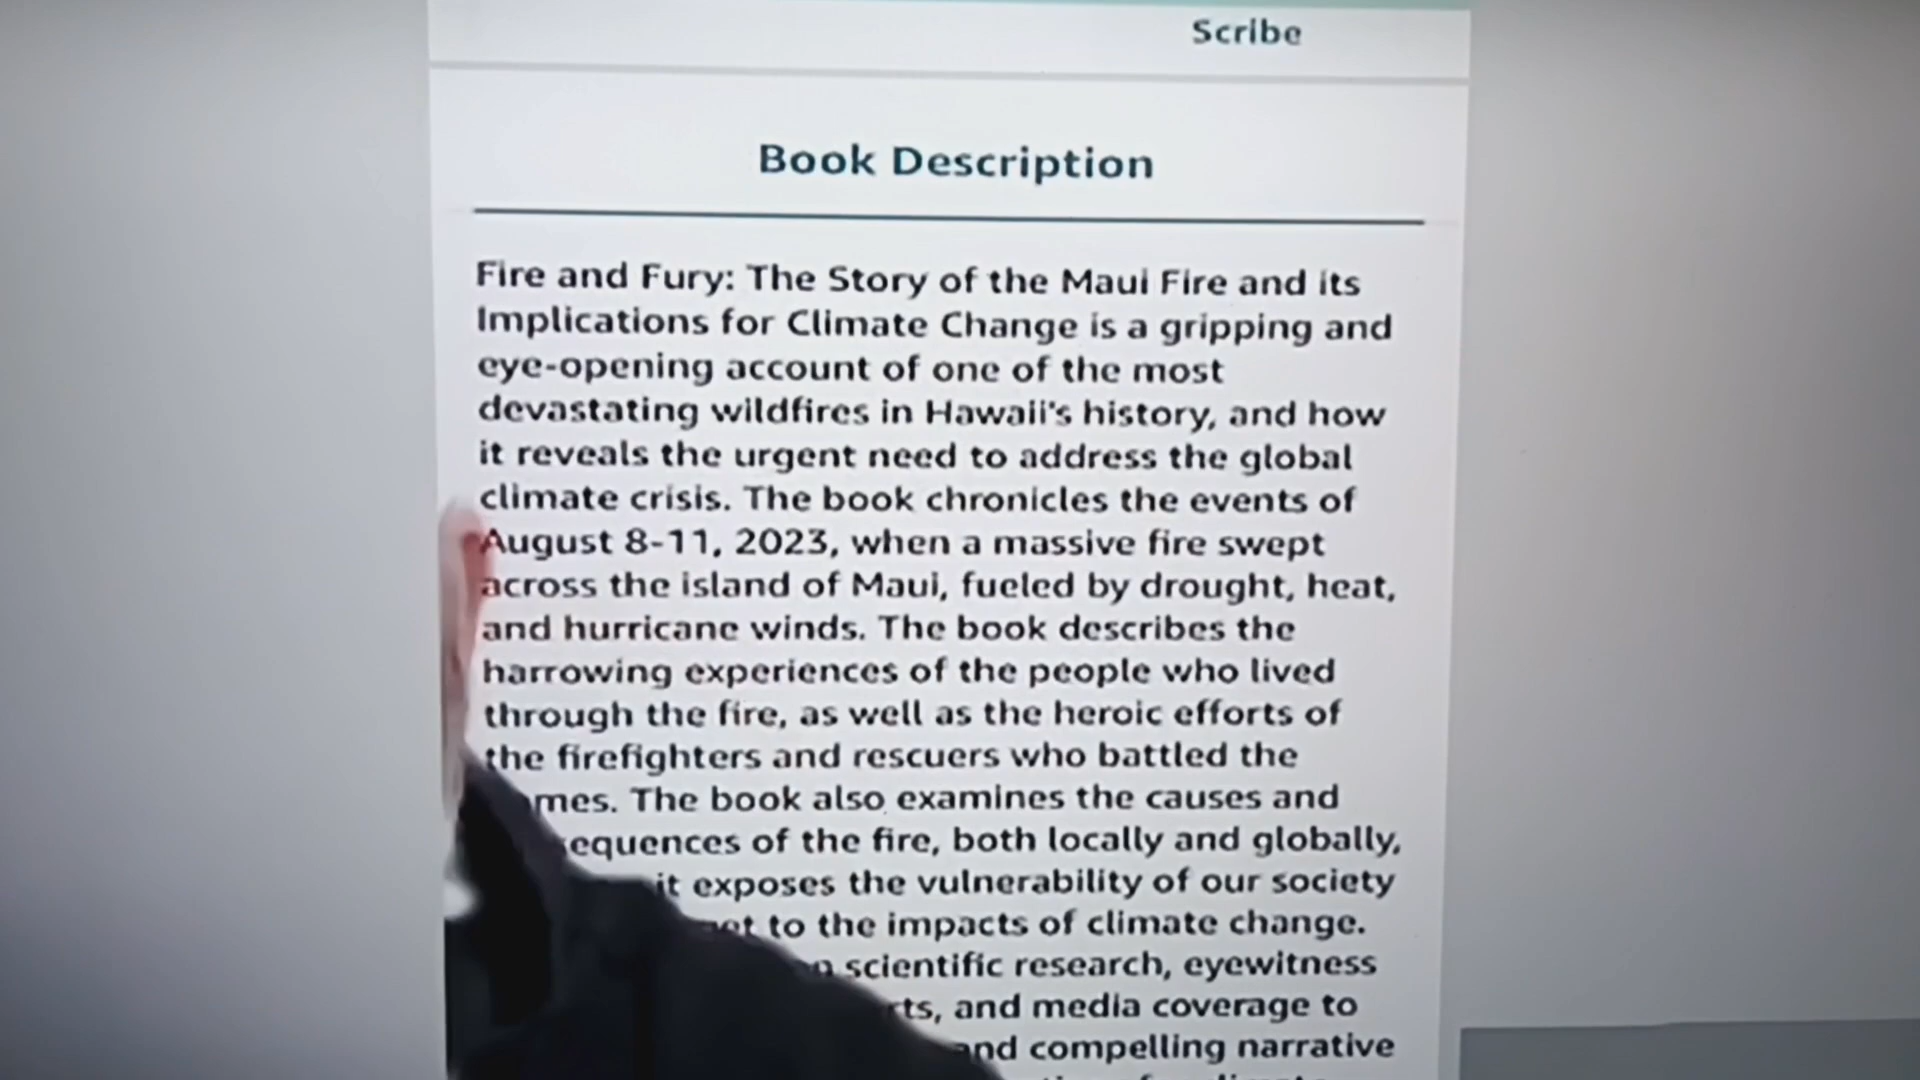 Scribe
Book Description
Fire and Fury: The Story of the Maui Fire and its
Implications for Climate Change is a gripping and
eye-opening account of one of the most
devastating wildfires in Hawaii's history, and how
it reveals the urgent need to address the global
climate crisis. The book chronicles the events of
August 8-11, 2023, when a massive fire swept
across the island of Maui, fueled by drought, heat,
and hurricane winds. The book describes the
harrowing experiences of the people who lived
through the fire, as well as the heroic efforts of
the firefighters and rescuers who battled the
mes. The book also examines the causes and
sequences of the fire, both locally and globally,
it exposes the vulnerability of our society
to the impacts of climate change.
scientific research, eyewitness
rts, and media coverage to
and compelling narrative